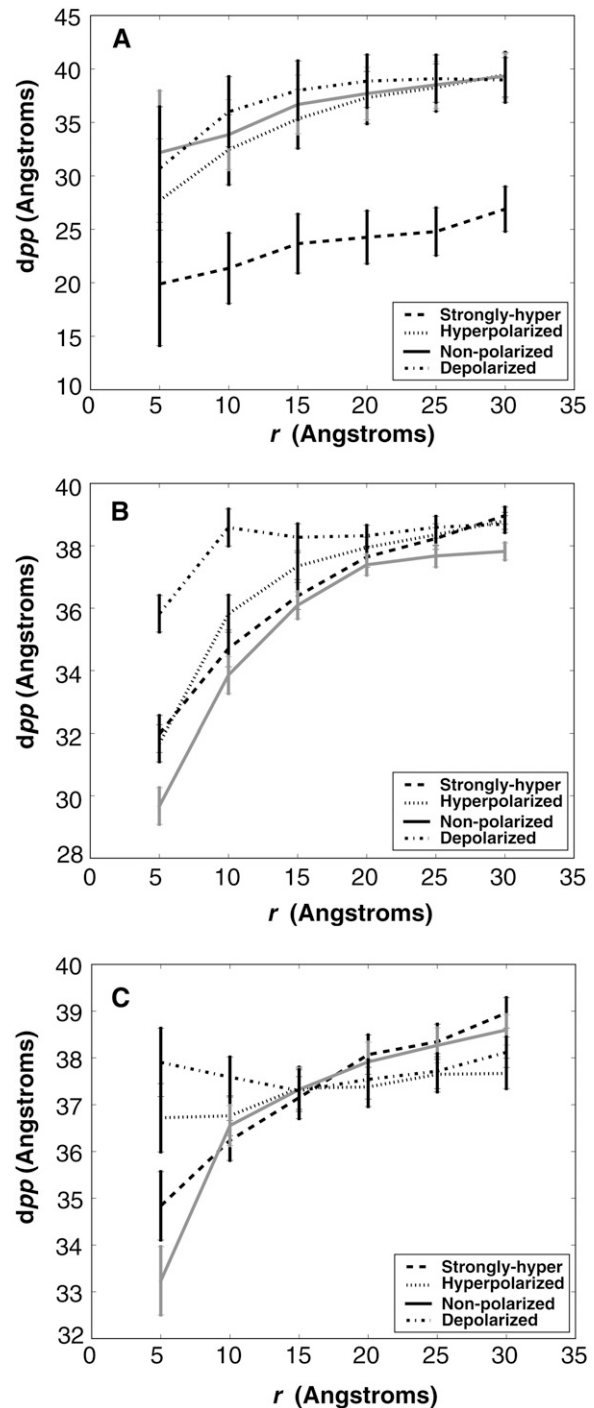 A
45
40
35
30
25
20
15
10
dpp (Angstroms)
Strongly-hyper
Hyperpolarized
Non-polarized
Depolarized
0 5 10 15 20 25 30 35
r (Angstroms)
B
40
38
36
34
32
30
28
dpp (Angstroms)
Strongly-hyper
Hyperpolarized
Non-polarized
Depolarized
0 5 10 15 20 25 30 35
r (Angstroms)
C
40
39
38
37
36
35
34
33
32
dpp (Angstroms)
Strongly-hyper
Hyperpolarized
Non-polarized
Depolarized
0 5 10 15 20 25 30 35
r (Angstroms)